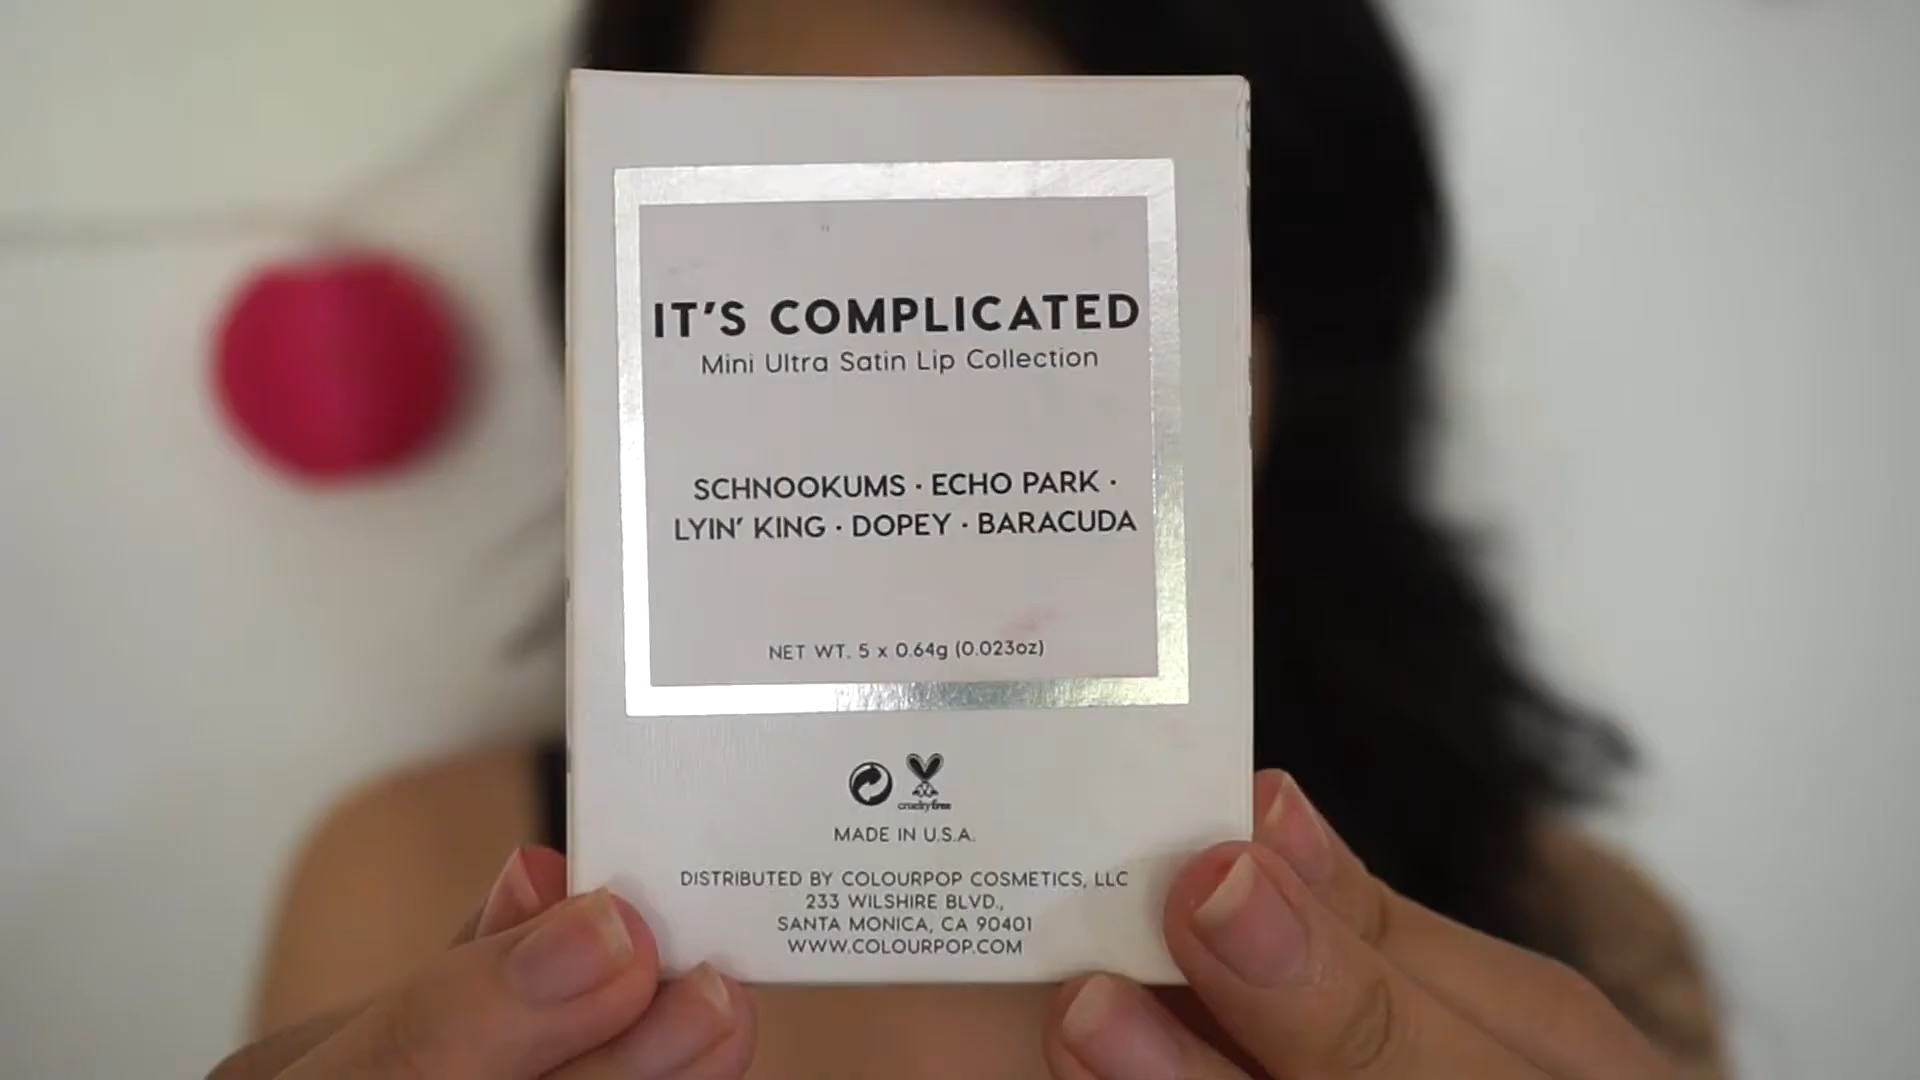 IT'S COMPLICATED
Mini Ultra Satin Lip Collection
SCHNOOKUMS · ECHO PARK ·
LYIN' KING · DOPEY · BARACUDA
NET WT. 5 x 0.64g (0.023oz)
crueltyfree
MADE IN U.S.A.
DISTRIBUTED BY COLOURPOP COSMETICS, LLC
233 WILSHIRE BLVD.,
SANTA MONICA, CA 90401
WWW.COLOURPOP.COM